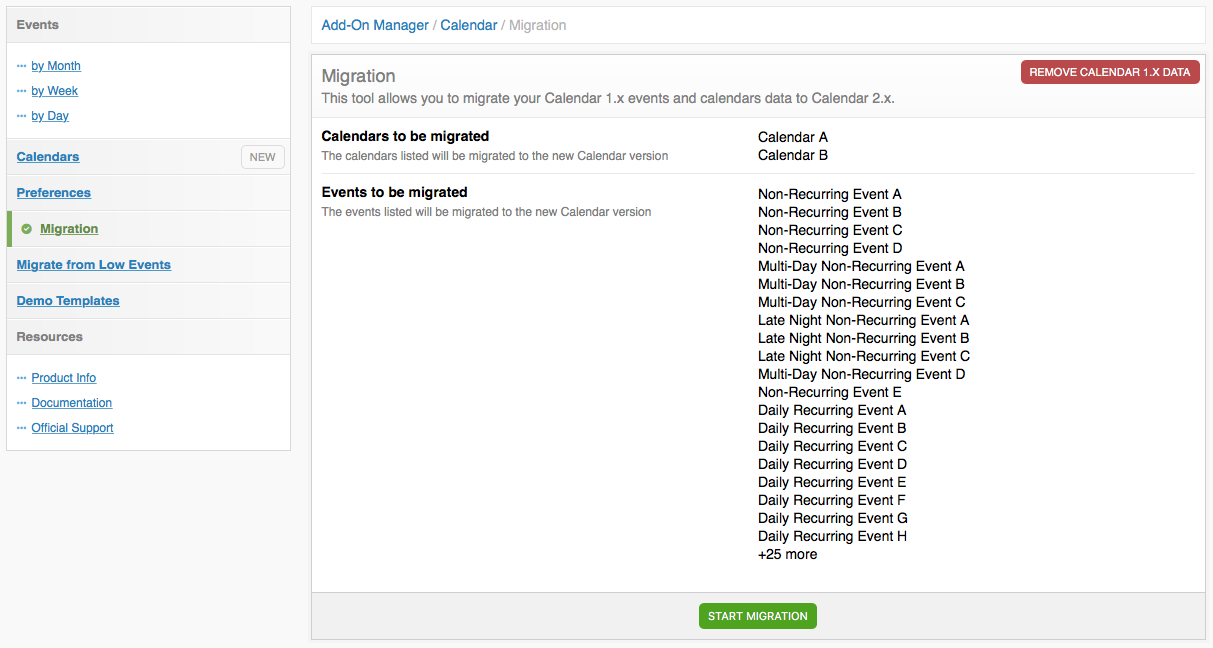 Events
by Month
by Week
by Day
Calendars NEW
Preferences
Migration
Migrate from Low Events
Demo Templates
Resources
Product Info
Documentation
Official Support
Add-On Manager / Calendar / Migration
Migration
REMOVE CALENDAR 1.X DATA
This tool allows you to migrate your Calendar 1.x events and calendars data to Calendar 2.x.
Calendars to be migrated
The calendars listed will be migrated to the new Calendar version
Calendar A
Calendar B
Events to be migrated
The events listed will be migrated to the new Calendar version
Non-Recurring Event A
Non-Recurring Event B
Non-Recurring Event C
Non-Recurring Event D
Multi-Day Non-Recurring Event A
Multi-Day Non-Recurring Event B
Multi-Day Non-Recurring Event C
Late Night Non-Recurring Event A
Late Night Non-Recurring Event B
Late Night Non-Recurring Event C
Multi-Day Non-Recurring Event D
Non-Recurring Event E
Daily Recurring Event A
Daily Recurring Event B
Daily Recurring Event C
Daily Recurring Event D
Daily Recurring Event E
Daily Recurring Event F
Daily Recurring Event G
Daily Recurring Event H
+25 more
START MIGRATION